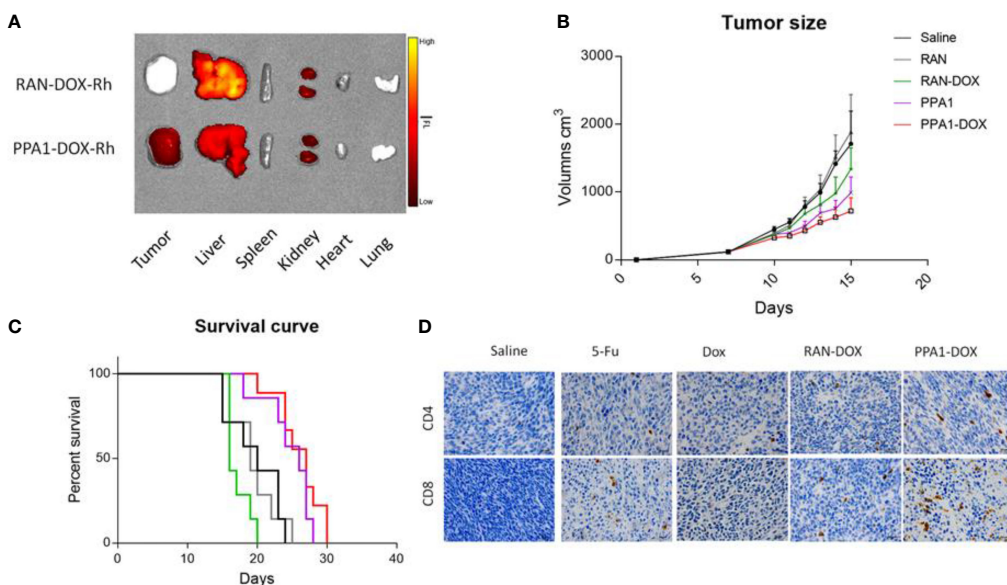 A
High
FL
Low
RAN-DOX-Rh
PPA1-DOX-Rh
Tumor
Liver
Spleen
Kidney
Heart
Lung
B
Tumor size
Saline
RAN
RAN-DOX
PPA1
PPA1-DOX
Volumns cm³
3000
2000
1000
0
0
5
10
15
20
Days
C
Survival curve
Percent survival
100
50
0
0
10
20
30
40
Days
D
Saline
5-Fu
Dox
RAN-DOX
PPA1-DOX
CD4
CD8